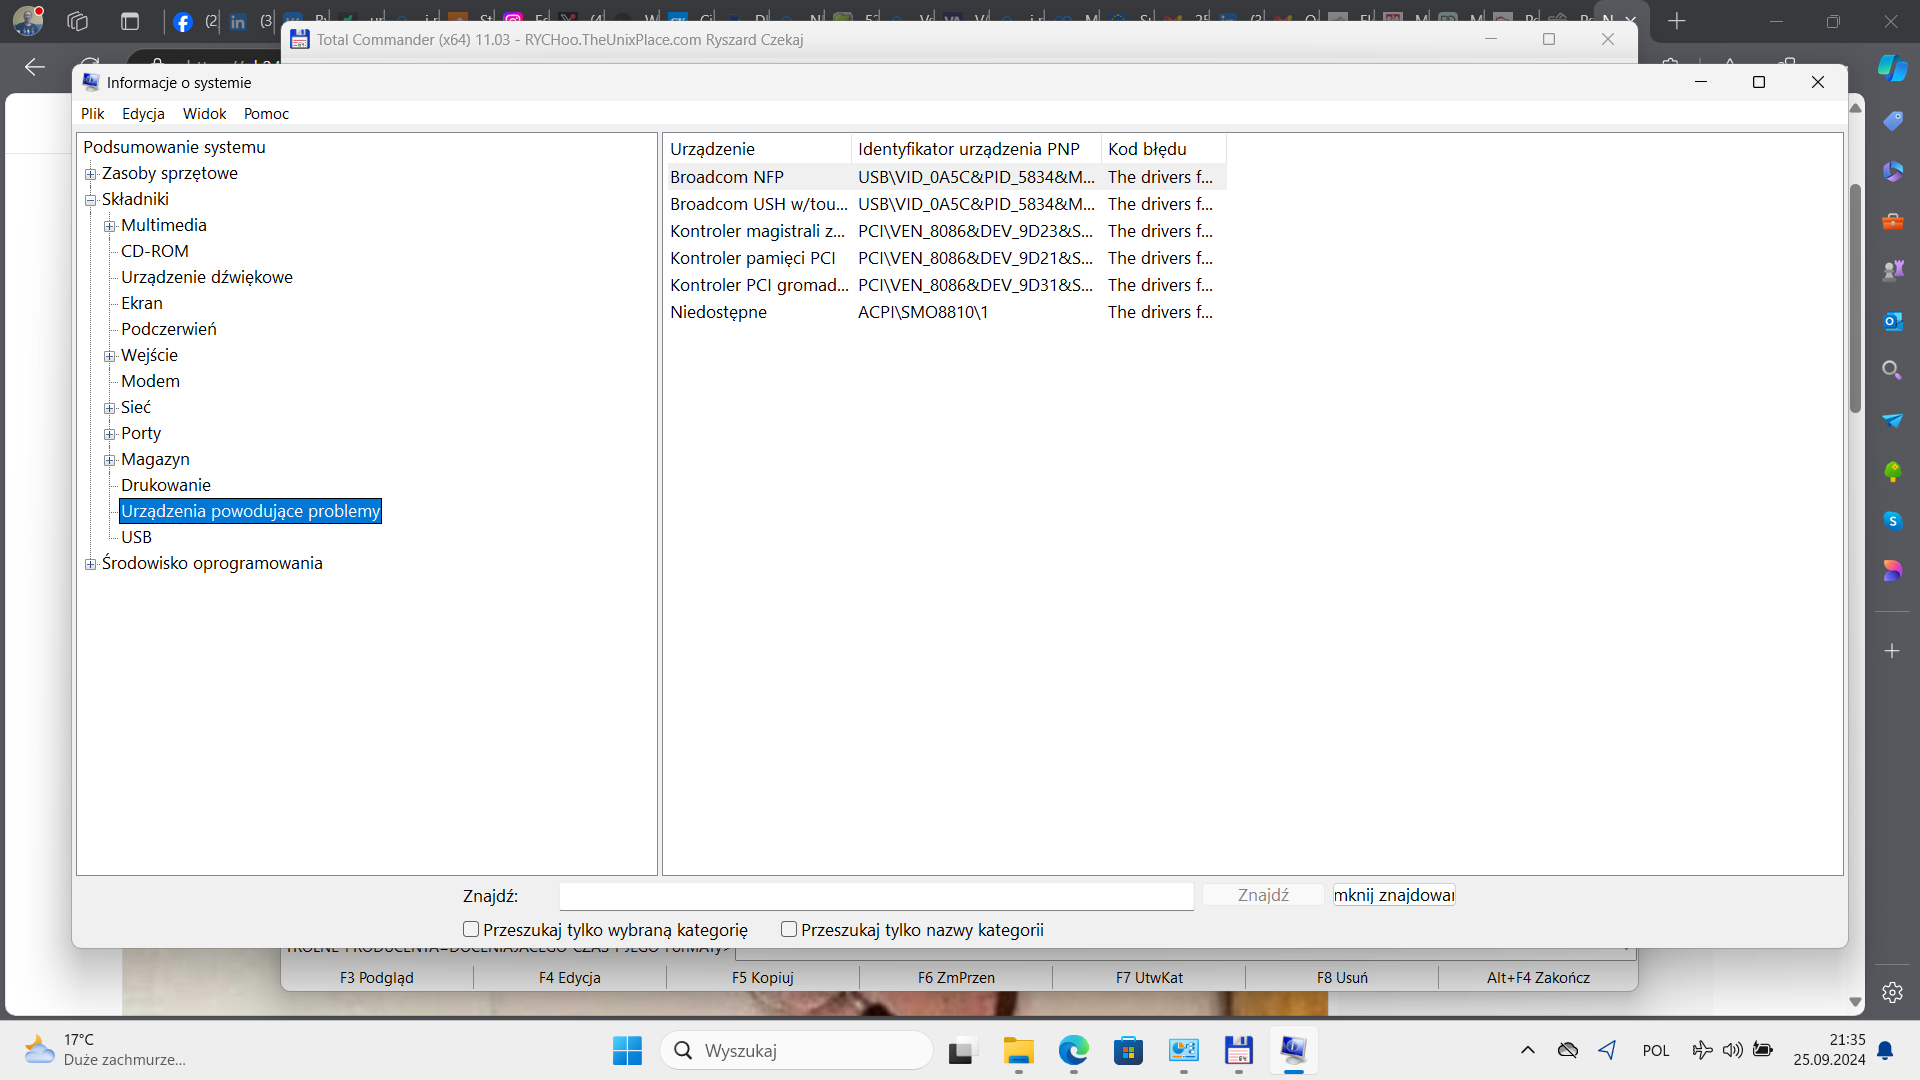 Total Commander (x64) 11.03 - RYCHoo.TheUnixPlace.com Ryszard Czekaj
Informacje o systemie
Plik Edycja Widok Pomoc
Podsumowanie systemu
Zasoby sprzętowe
Składniki
Multimedia
CD-ROM
Urządzenie dźwiękowe
Ekran
Podczerwień
Wejście
Modem
Sieć
Porty
Magazyn
Drukowanie
Urządzenia powodujące problemy
USB
Środowisko oprogramowania
Urządzenie Identyfikator urządzenia PNP Kod błędu
Broadcom NFP USB\VID_0A5C&PID_5834&M... The drivers f...
Broadcom USH w/tou... USB\VID_0A5C&PID_5834&M... The drivers f...
Kontroler magistrali z... PCI\VEN_8086&DEV_9D23&S... The drivers f...
Kontroler pamięci PCI PCI\VEN_8086&DEV_9D21&S... The drivers f...
Kontroler PCI gromad... PCI\VEN_8086&DEV_9D31&S... The drivers f...
Niedostępne ACPI\SMO8810\1 The drivers f...
Znajdź: Znajdź mknij znajdowar
Przeszukaj tylko wybraną kategorię Przeszukaj tylko nazwy kategorii
F3 Podgląd F4 Edycja F5 Kopiuj F6 ZmPrzen F7 UtwKat F8 Usuń Alt+F4 Zakończ
17°C
Duże zachmurze...
Wyszukaj
POL
21:35
25.09.2024